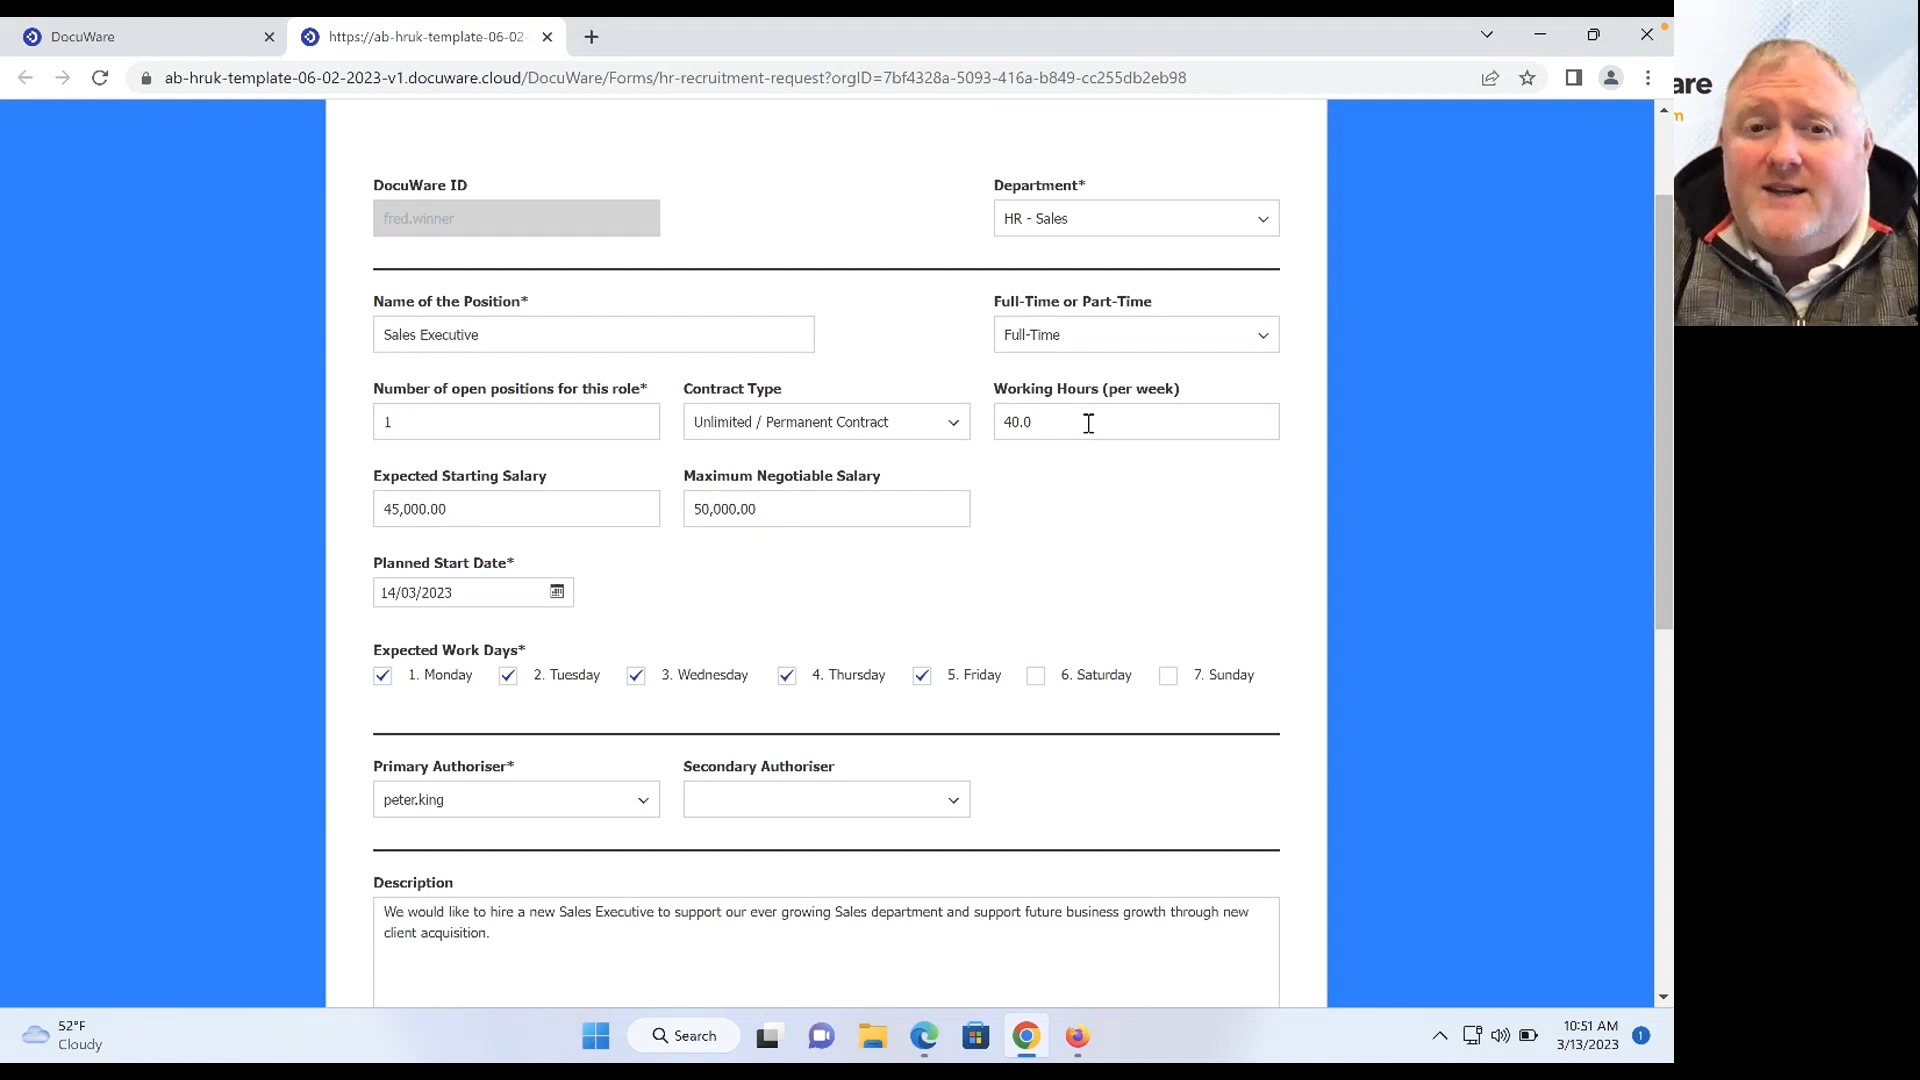 DocuWare
https://ab-hruk-template-06-02-
ab-hruk-template-06-02-2023-v1.docuware.cloud/DocuWare/Forms/hr-recruitment-request?orgID=7bf4328a-5093-416a-b849-cc255db2eb98
are
m
DocuWare ID
Department*
fred.winner
HR - Sales
Name of the Position*
Full-Time or Part-Time
Sales Executive
Full-Time
Number of open positions for this role*
Contract Type
Working Hours (per week)
1
Unlimited / Permanent Contract
40.0
Expected Starting Salary
Maximum Negotiable Salary
45,000.00
50,000.00
Planned Start Date*
14/03/2023
Expected Work Days*
1. Monday
2. Tuesday
3. Wednesday
4. Thursday
5. Friday
6. Saturday
7. Sunday
Primary Authoriser*
Secondary Authoriser
peter.king
Description
We would like to hire a new Sales Executive to support our ever growing Sales department and support future business growth through new
client acquisition.
52°F
Cloudy
Search
10:51 AM
3/13/2023
1